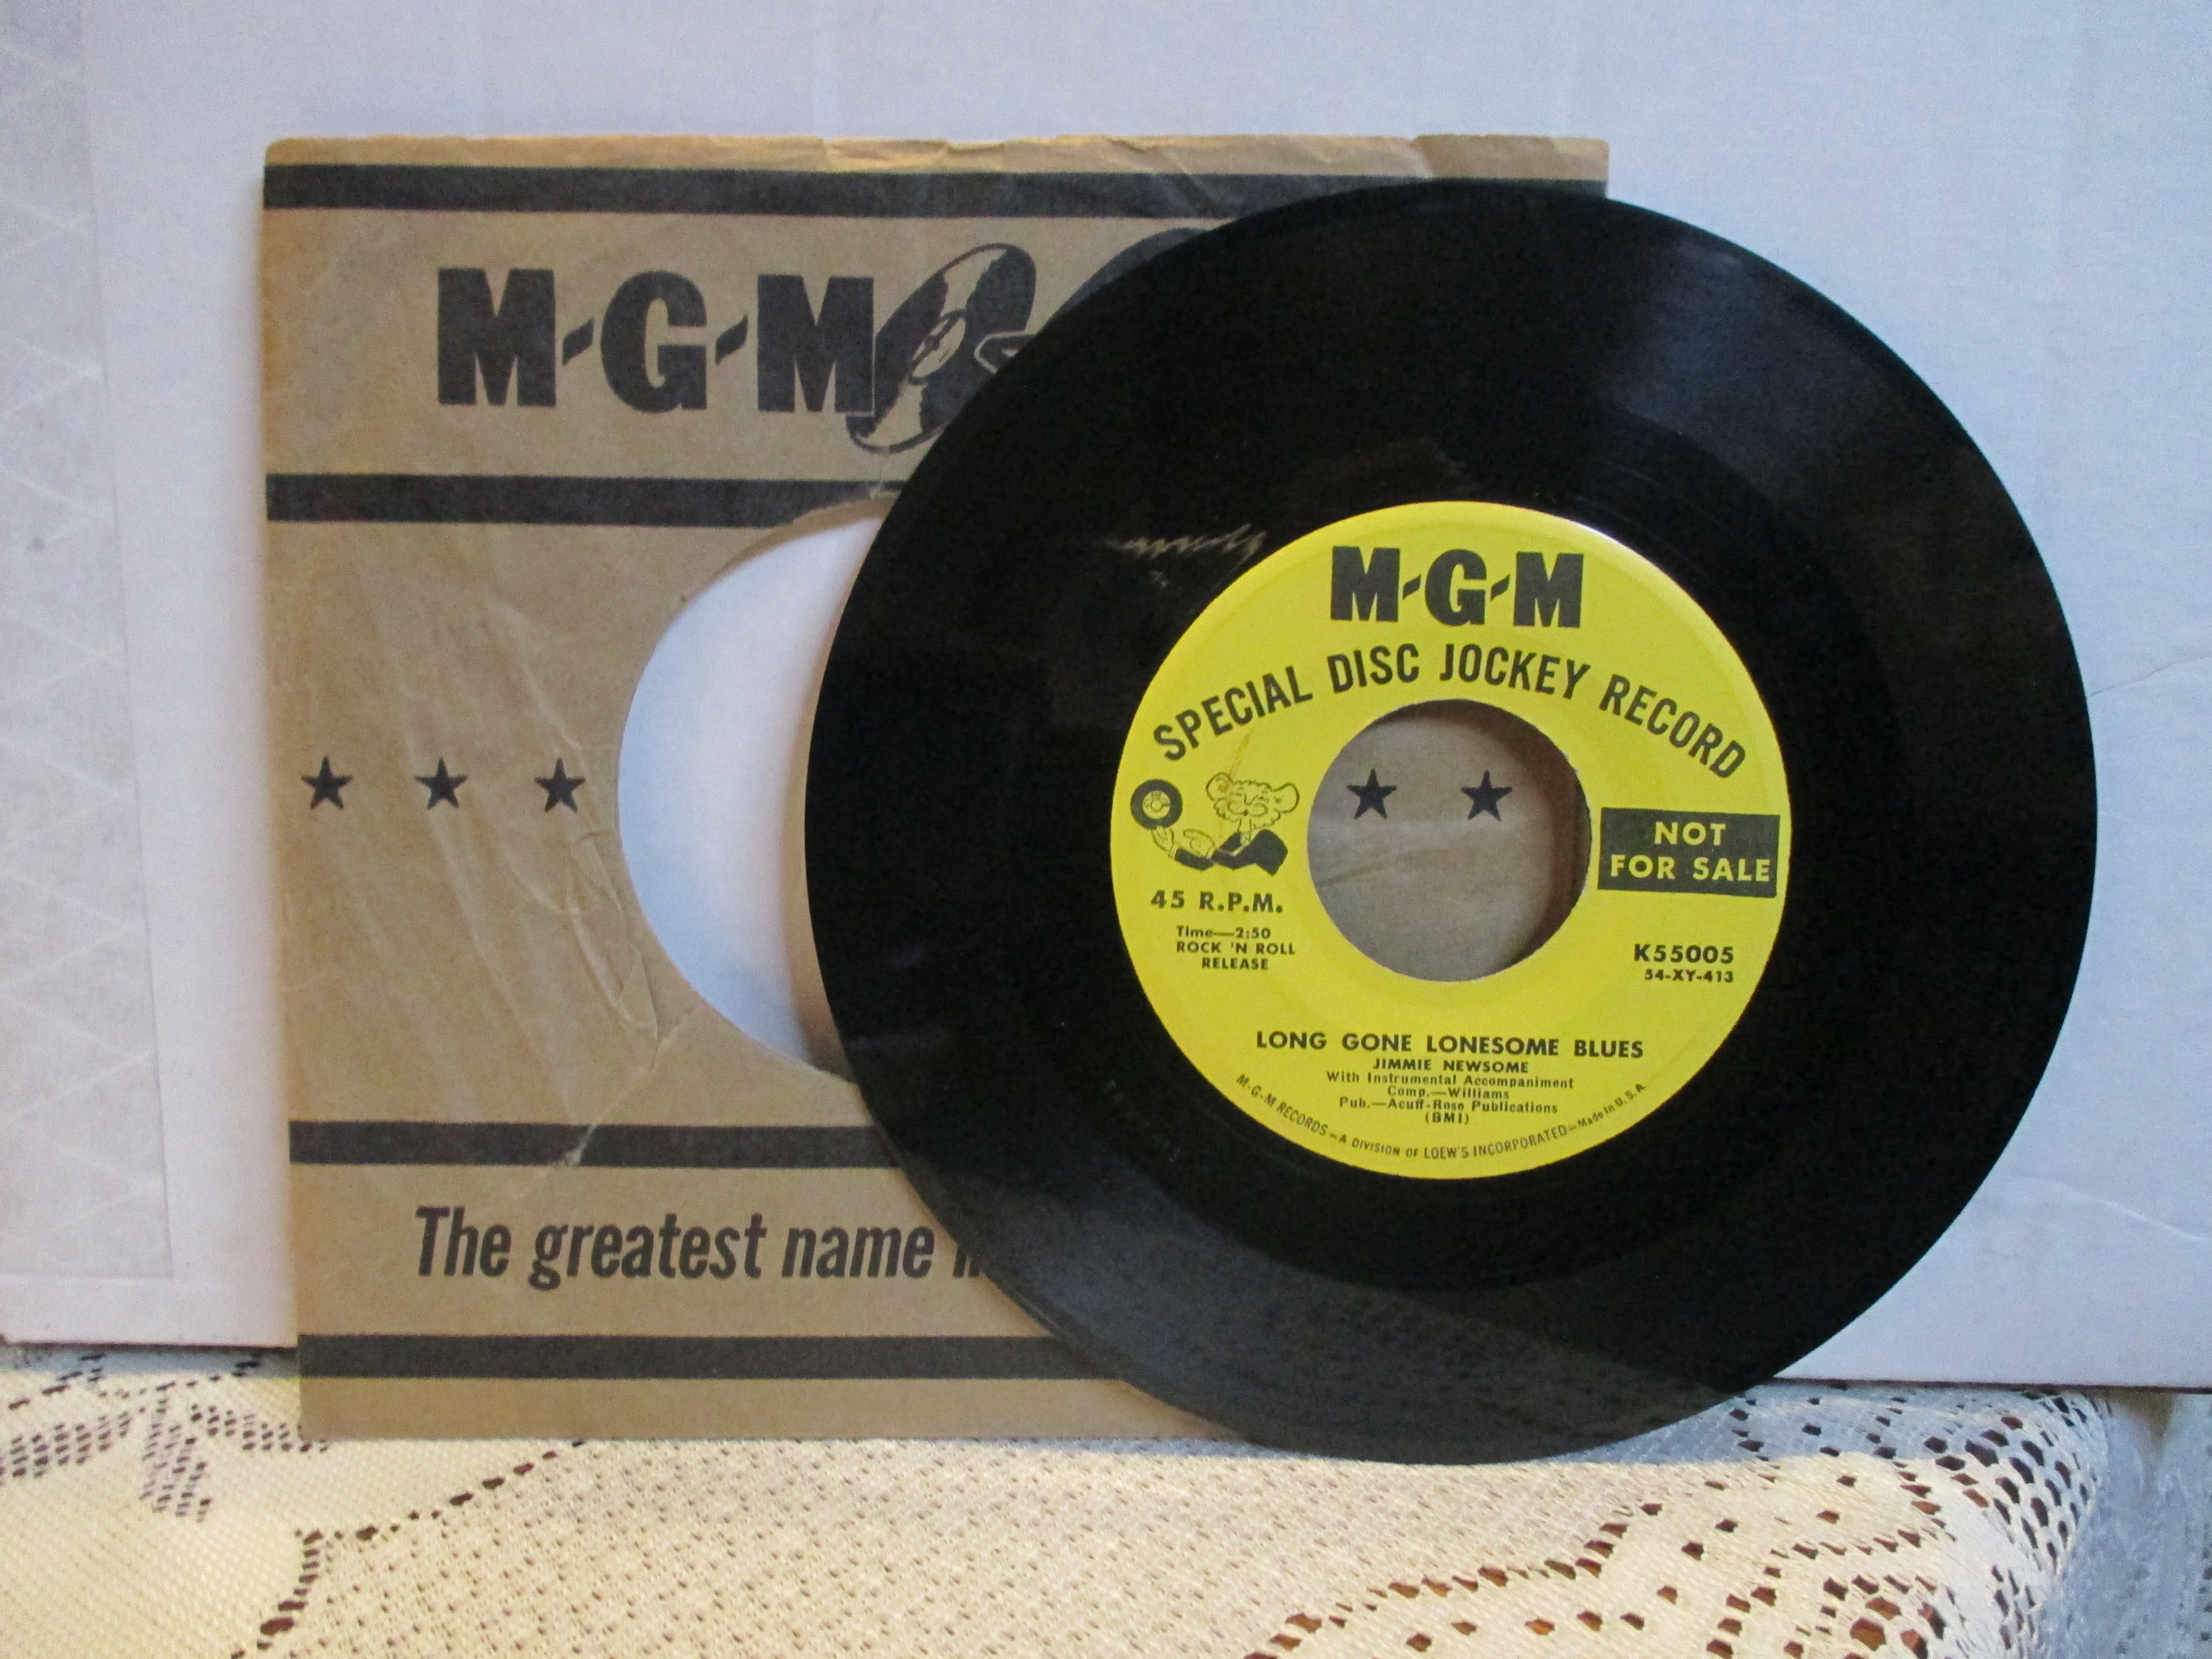 M-G-M
The greatest name
M-G-M
SPECIAL DISC JOCKEY RECORD
NOT
FOR SALE
45 R.P.M.
Time—2:50
ROCK 'N ROLL
RELEASE
K55005
54-XY-413
LONG GONE LONESOME BLUES
JIMMIE NEWSOME
With Instrumental Accompaniment
Comp.—Williams
Pub.—Acuff-Rose Publications
(BMI)
M-G-M RECORDS—A DIVISION OF LOEW'S INCORPORATED—Made in U.S.A.